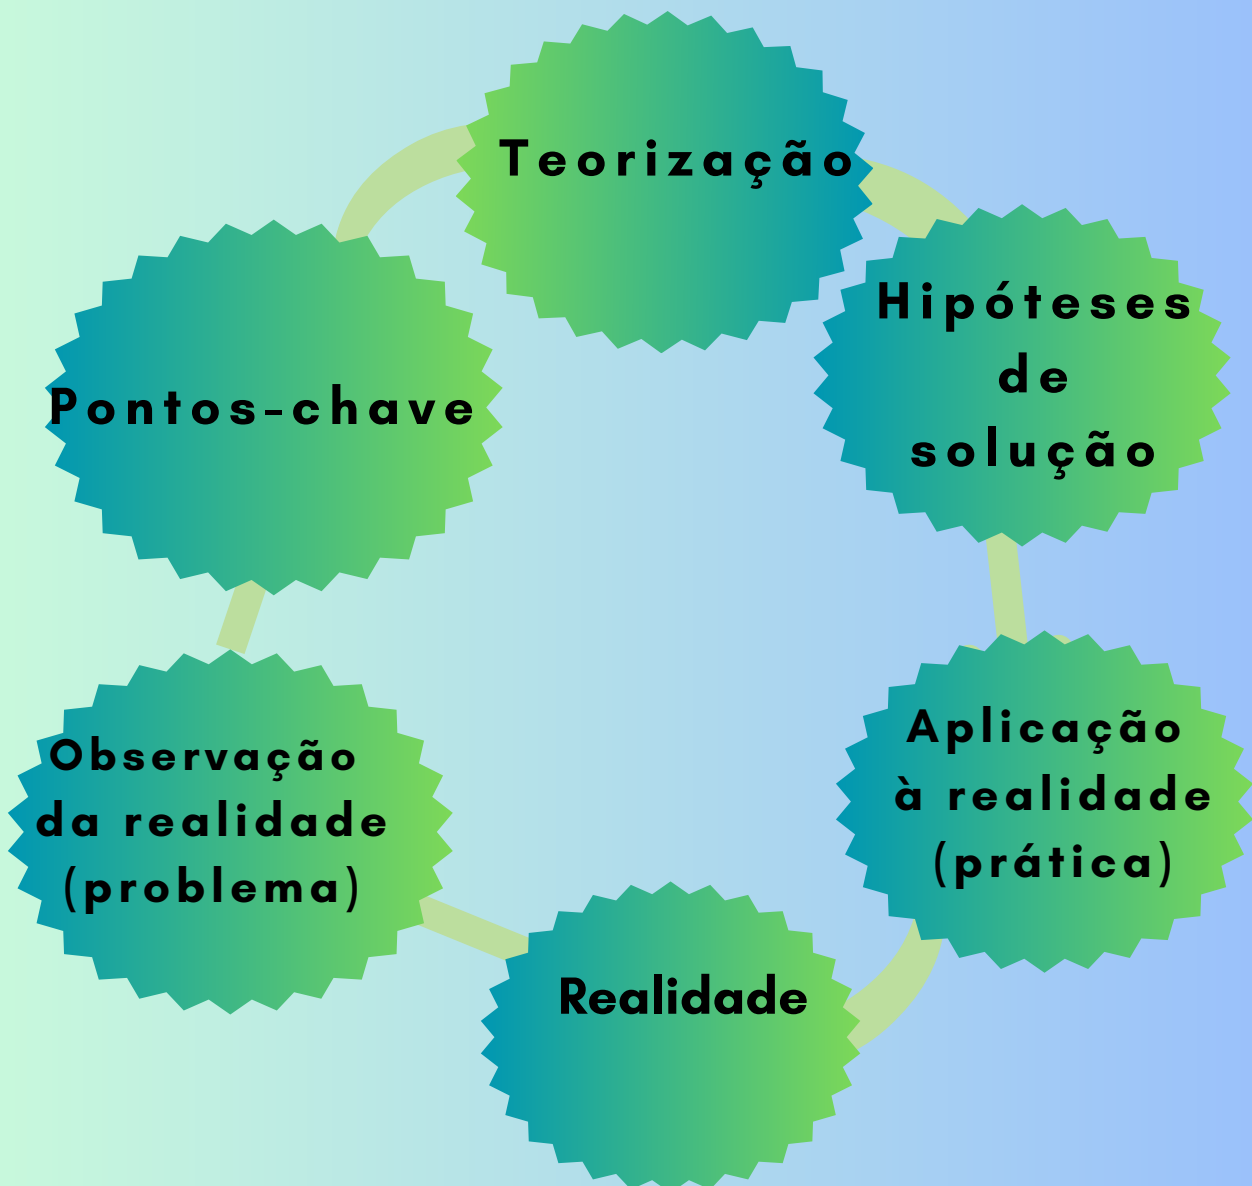 Teorização
Hipóteses
de
solução
Pontos-chave
Observação
da realidade
(problema)
Aplicação
à realidade
(prática)
Realidade